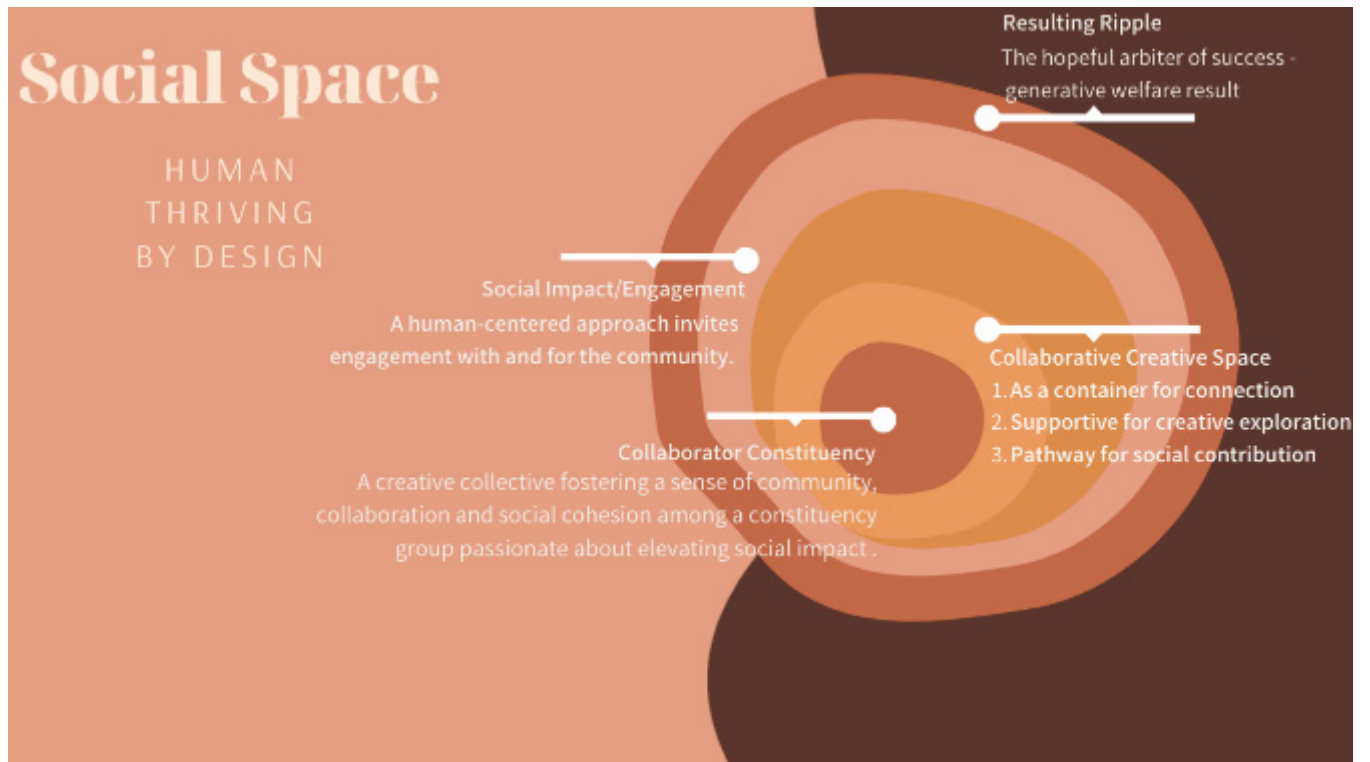 Social Space
HUMAN
THRIVING
BY DESIGN
Resulting Ripple
The hopeful arbiter of success -
generative welfare result
Social Impact/Engagement
A human-centered approach invites
engagement with and for the community.
Collaborative Creative Space
1. As a container for connection
2. Supportive for creative exploration
3. Pathway for social contribution
Collaborator Constituency
A creative collective fostering a sense of community,
collaboration and social cohesion among a constituency
group passionate about elevating social impact .